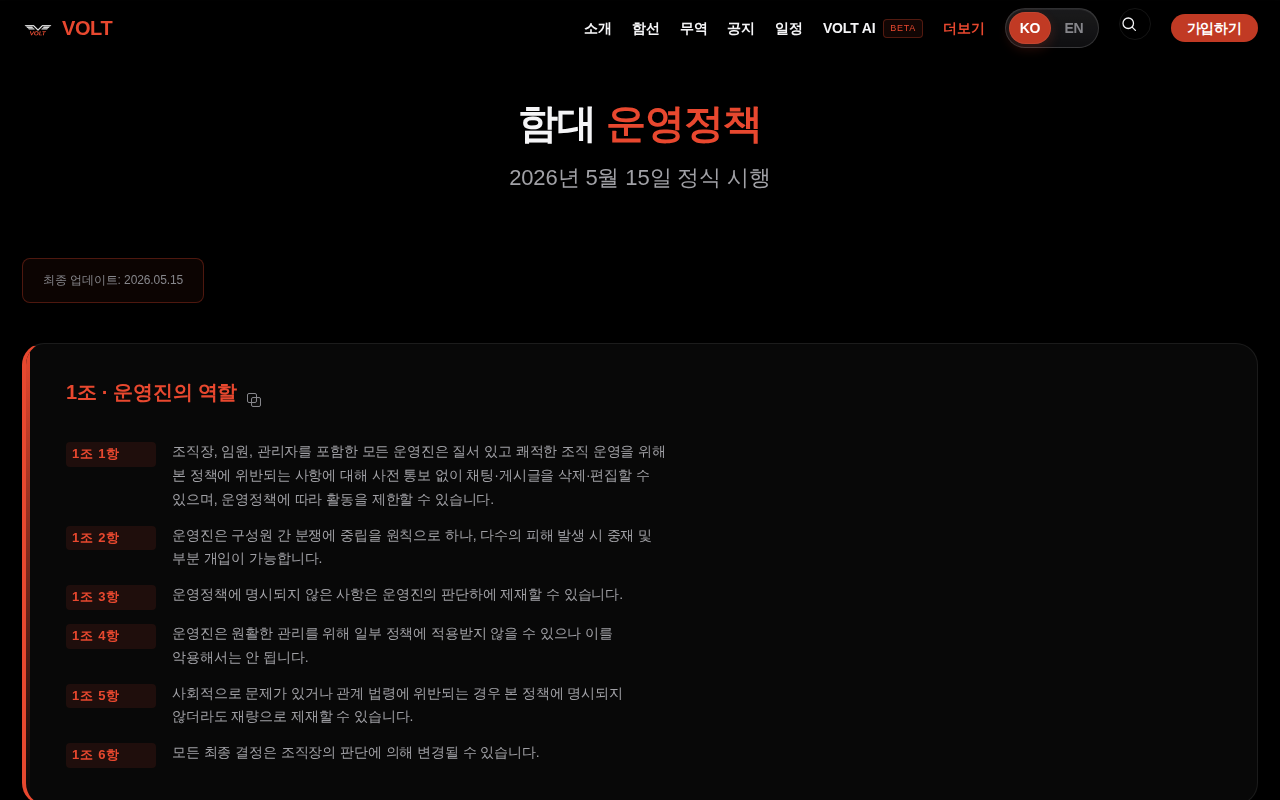 VOLT VOLT 소개 함선 무역 공지 일정 VOLT AI BETA 더보기 KO EN 가입하기
함대 운영정책
2026년 5월 15일 정식 시행
최종 업데이트: 2026.05.15
1조 · 운영진의 역할
1조 1항 조직장, 임원, 관리자를 포함한 모든 운영진은 질서 있고 쾌적한 조직 운영을 위해
본 정책에 위반되는 사항에 대해 사전 통보 없이 채팅·게시글을 삭제·편집할 수
있으며, 운영정책에 따라 활동을 제한할 수 있습니다.
1조 2항 운영진은 구성원 간 분쟁에 중립을 원칙으로 하나, 다수의 피해 발생 시 중재 및
부분 개입이 가능합니다.
1조 3항 운영정책에 명시되지 않은 사항은 운영진의 판단하에 제재할 수 있습니다.
1조 4항 운영진은 원활한 관리를 위해 일부 정책에 적용받지 않을 수 있으나 이를
악용해서는 안 됩니다.
1조 5항 사회적으로 문제가 있거나 관계 법령에 위반되는 경우 본 정책에 명시되지
않더라도 재량으로 제재할 수 있습니다.
1조 6항 모든 최종 결정은 조직장의 판단에 의해 변경될 수 있습니다.